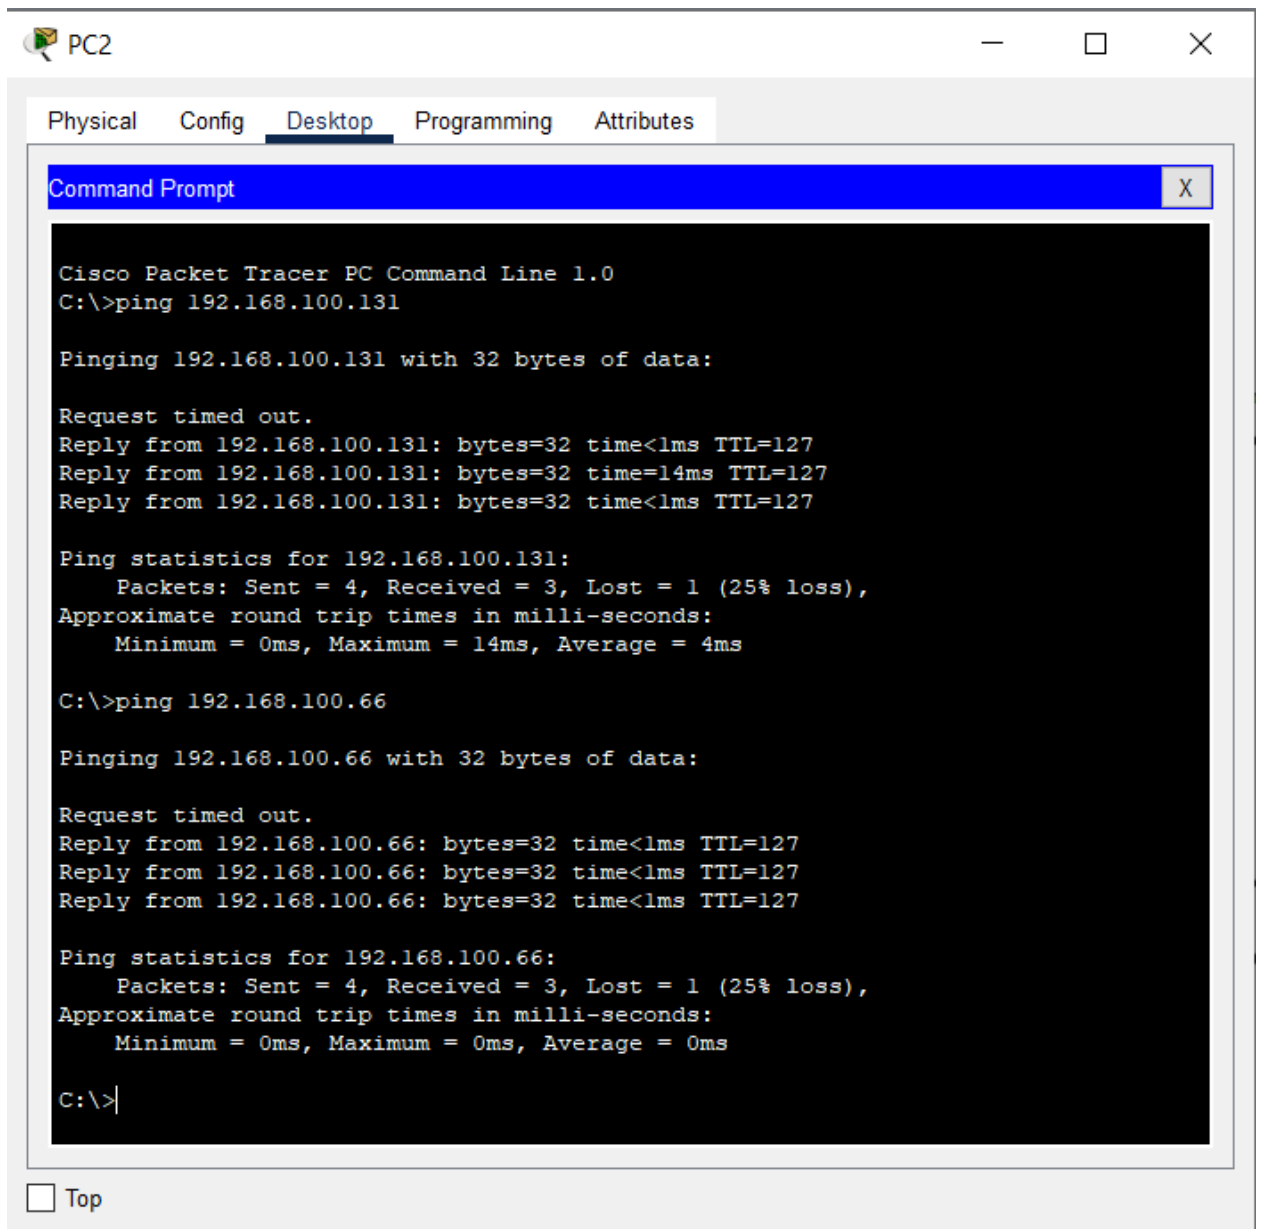 PC2
Physical Config Desktop Programming Attributes
Command Prompt X
Cisco Packet Tracer PC Command Line 1.0
C:\>ping 192.168.100.131
Pinging 192.168.100.131 with 32 bytes of data:
Request timed out.
Reply from 192.168.100.131: bytes=32 time<1ms TTL=127
Reply from 192.168.100.131: bytes=32 time=14ms TTL=127
Reply from 192.168.100.131: bytes=32 time<1ms TTL=127
Ping statistics for 192.168.100.131:
    Packets: Sent = 4, Received = 3, Lost = 1 (25% loss),
Approximate round trip times in milli-seconds:
    Minimum = 0ms, Maximum = 14ms, Average = 4ms
C:\>ping 192.168.100.66
Pinging 192.168.100.66 with 32 bytes of data:
Request timed out.
Reply from 192.168.100.66: bytes=32 time<1ms TTL=127
Reply from 192.168.100.66: bytes=32 time<1ms TTL=127
Reply from 192.168.100.66: bytes=32 time<1ms TTL=127
Ping statistics for 192.168.100.66:
    Packets: Sent = 4, Received = 3, Lost = 1 (25% loss),
Approximate round trip times in milli-seconds:
    Minimum = 0ms, Maximum = 0ms, Average = 0ms
C:\>
Top